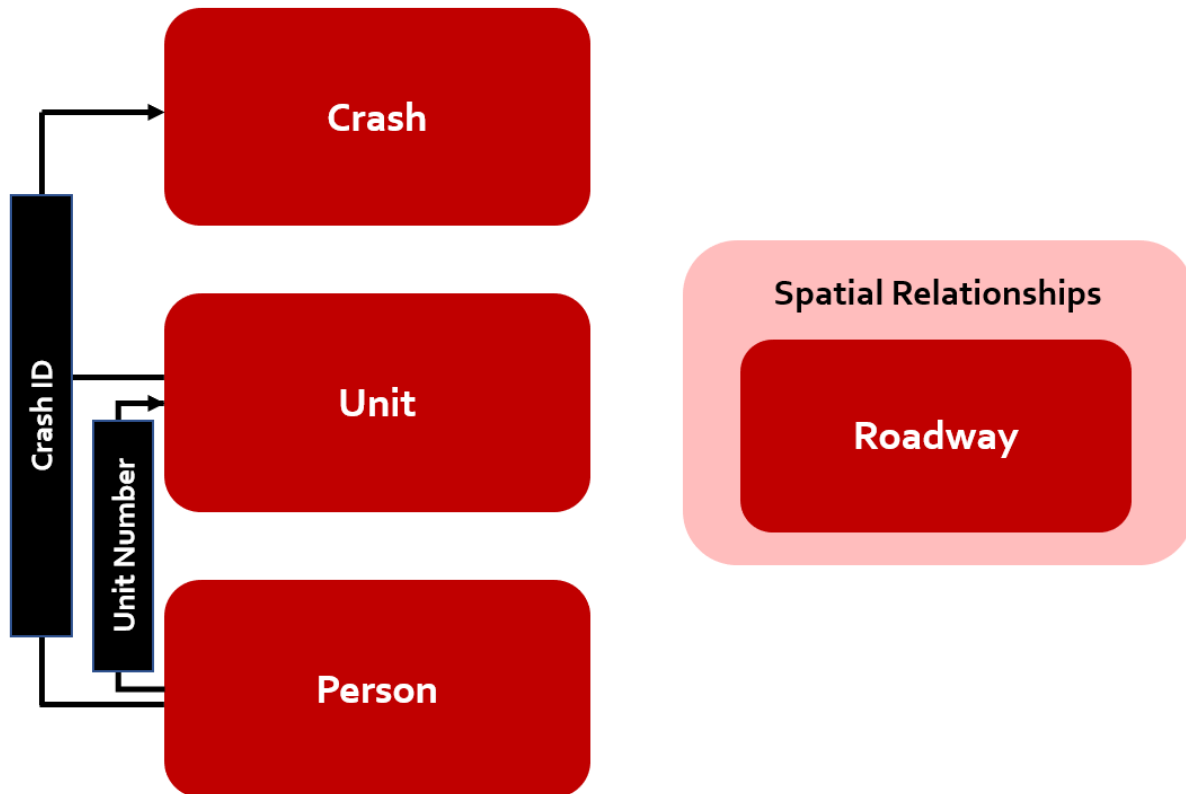 Crash
Crash ID
Unit
Unit Number
Person
Spatial Relationships
Roadway